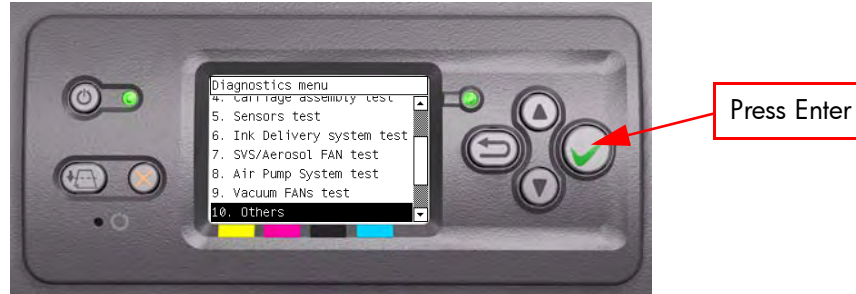 Diagnostics menu
4. Carriage assembly test
5. Sensors test
6. Ink Delivery system test
7. SVS/Aerosol FAN test
8. Air Pump System test
9. Vacuum FANs test
10. Others
Press Enter